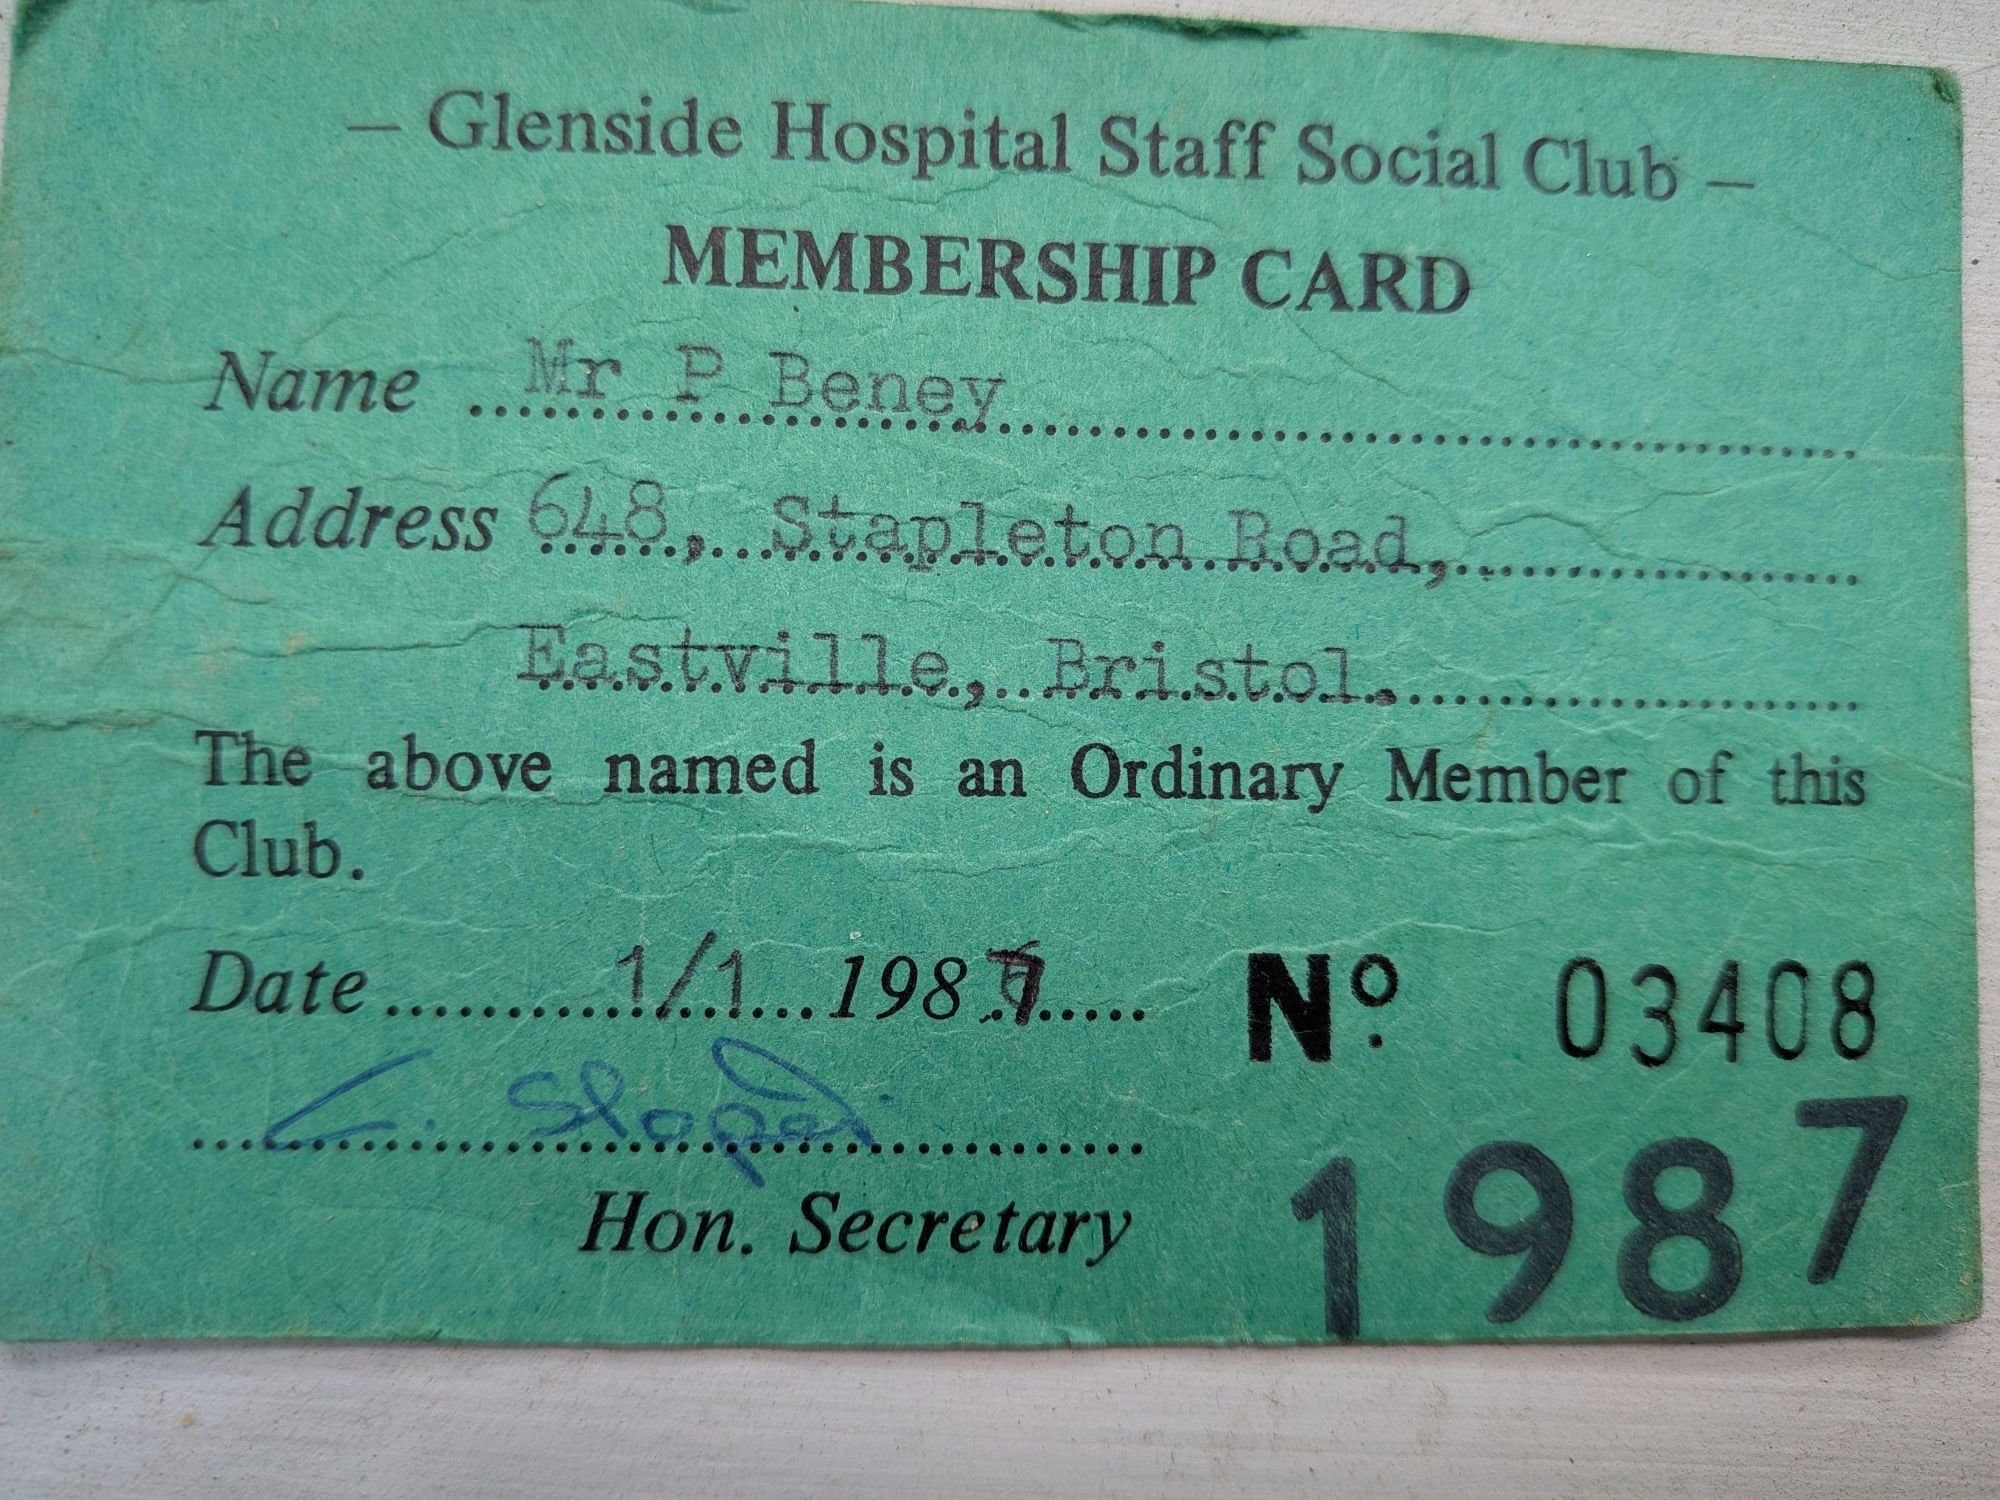 – Glenside Hospital Staff Social Club –
MEMBERSHIP CARD
Name Mr P Beney
Address 648, Stapleton Road,
Eastville, Bristol.
The above named is an Ordinary Member of this
Club.
Date 1/1 1987 Nº 03408
Hon. Secretary
1987